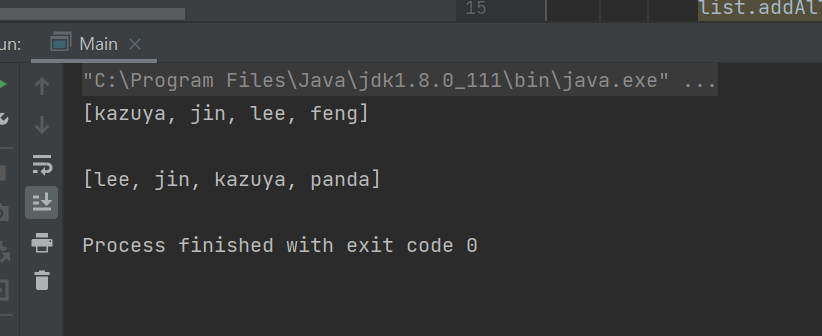 15 list.addAl
un: Main
"C:\Program Files\Java\jdk1.8.0_111\bin\java.exe" ...
[kazuya, jin, lee, feng]
[lee, jin, kazuya, panda]
Process finished with exit code 0